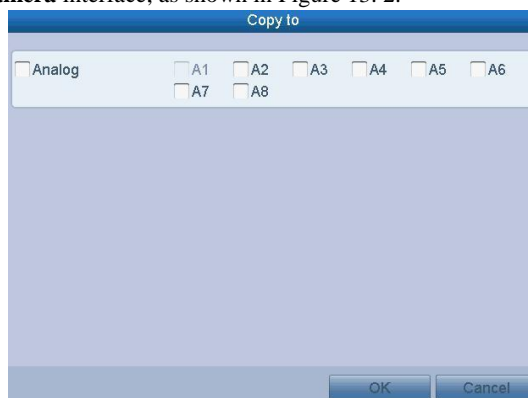 interface, as shown in Figure 13. 2.
Copy to
Analog A1 A2 A3 A4 A5 A6
A7 A8
OK Cancel